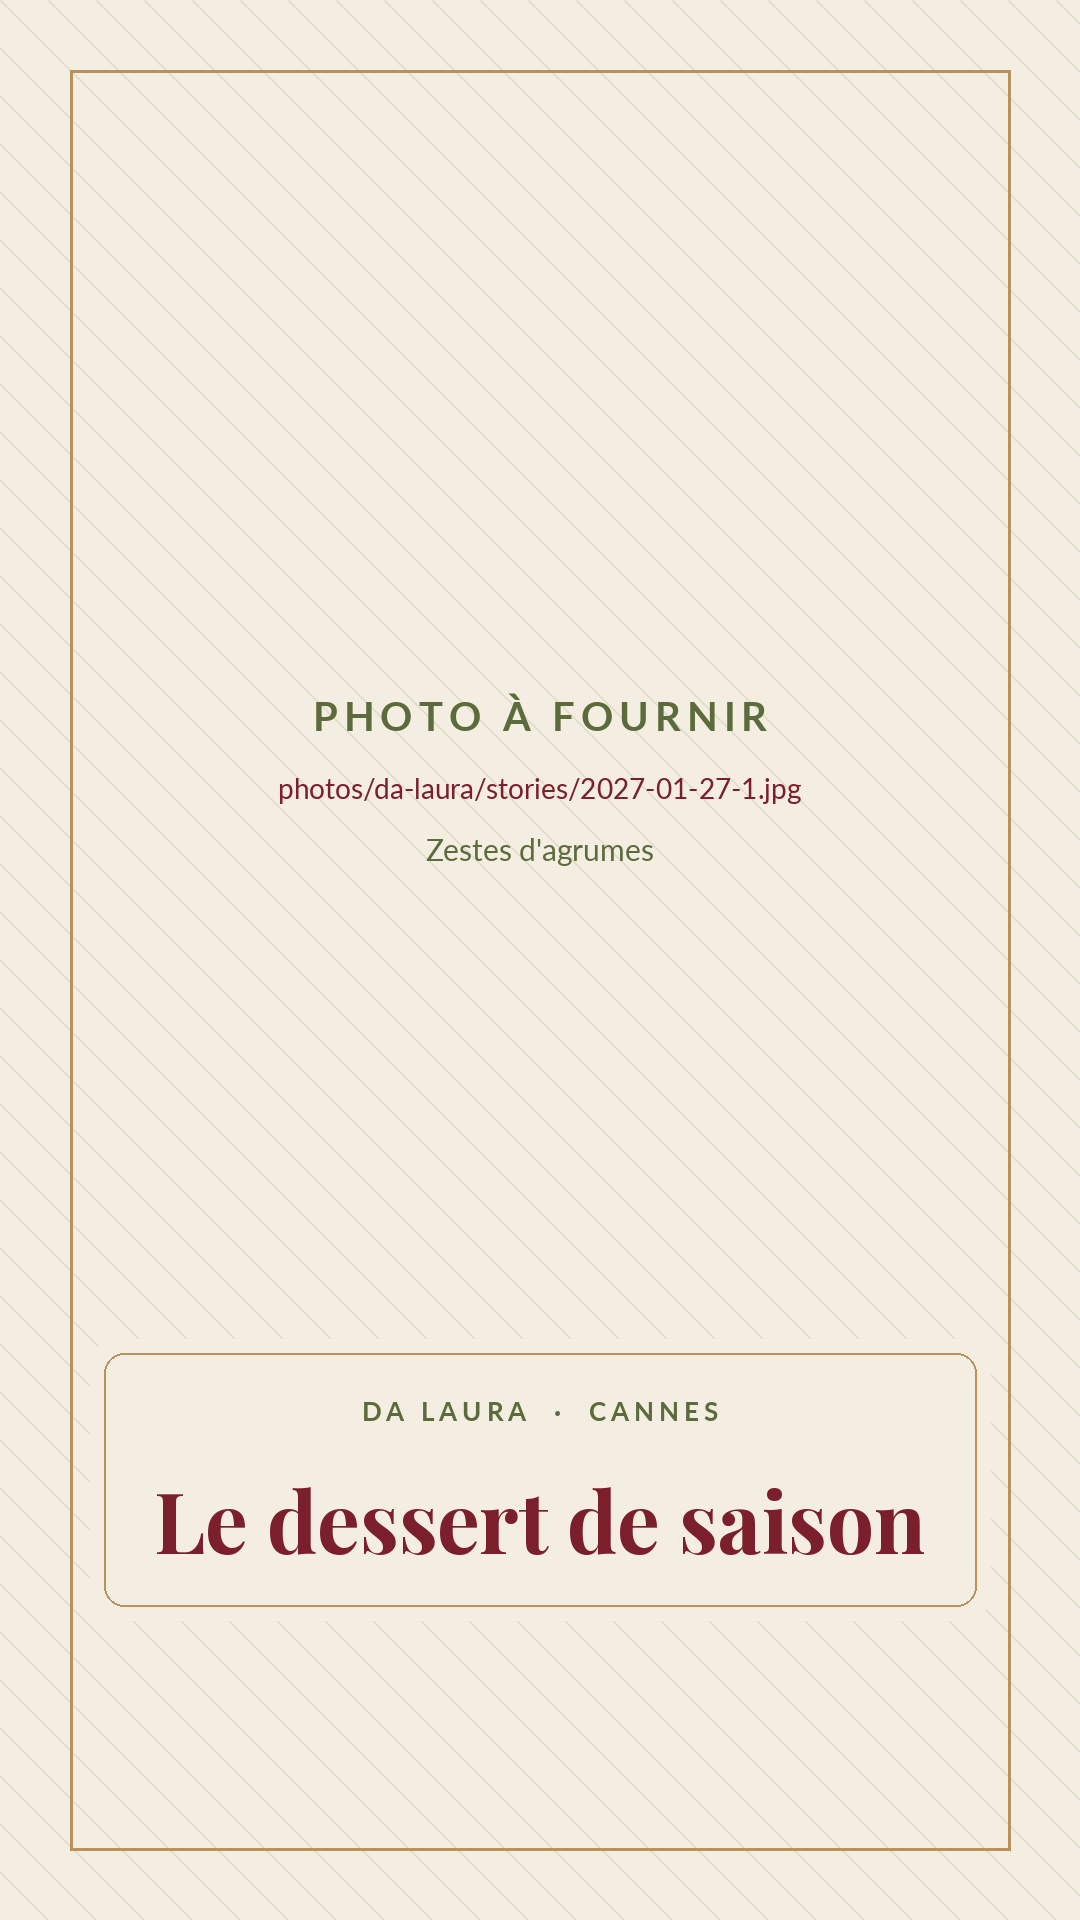 PHOTO À FOURNIR
photos/da-laura/stories/2027-01-27-1.jpg
Zestes d'agrumes
DA LAURA · CANNES
Le dessert de saison